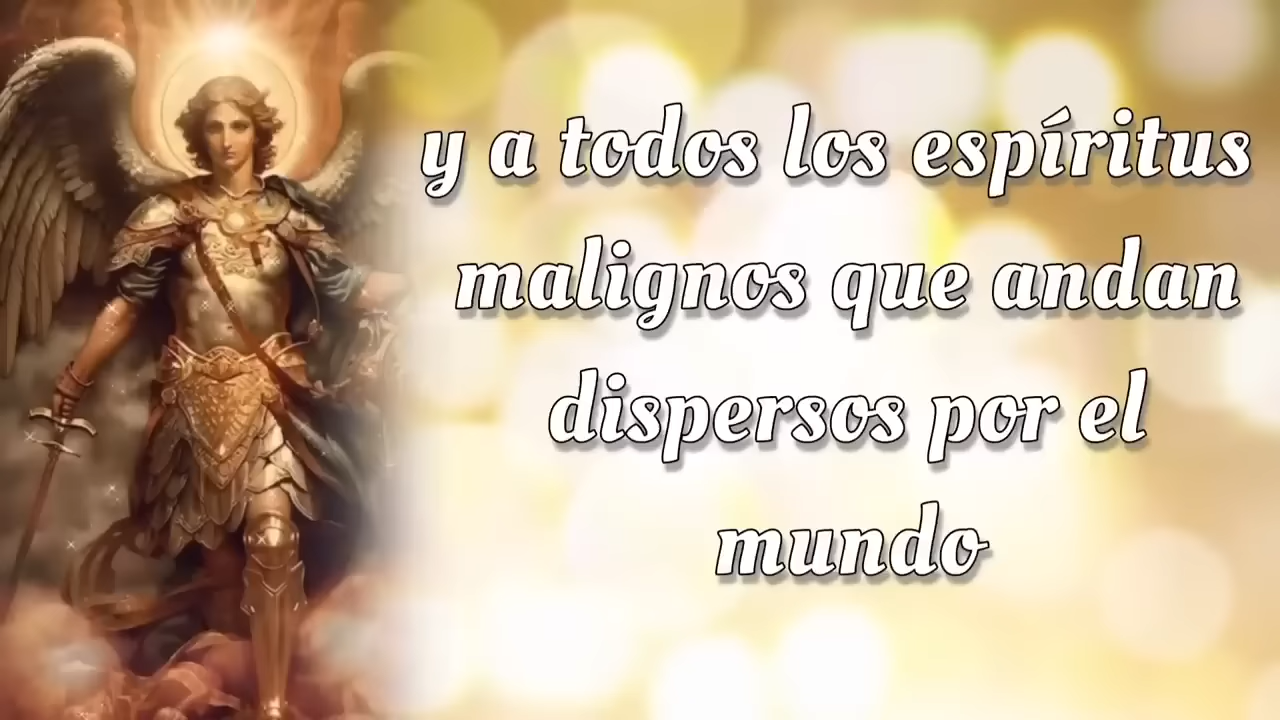 y a todos los espíritus
malignos que andan
dispersos por el
mundo